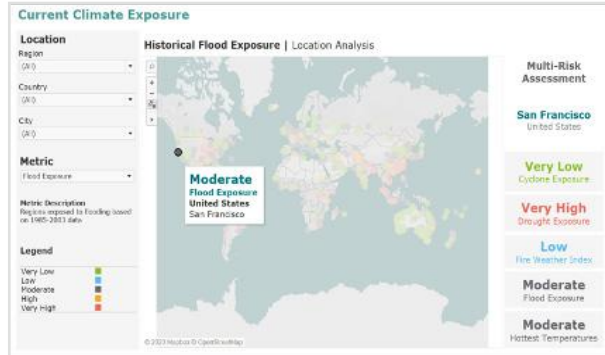 Current Climate Exposure
Location
Region
(All)
Country
(All)
City
(All)
Metric
Flood Exposure
Metric Description
Regions exposed to flooding based
on 1985-2003 data
Legend
Very Low
Low
Moderate
High
Very High
Historical Flood Exposure | Location Analysis
Moderate
Flood Exposure
United States
San Francisco
© 2023 Mapbox © OpenStreetMap
Multi-Risk
Assessment
San Francisco
United States
Very Low
Cyclone Exposure
Very High
Drought Exposure
Low
Fire Weather Index
Moderate
Flood Exposure
Moderate
Hottest Temperatures